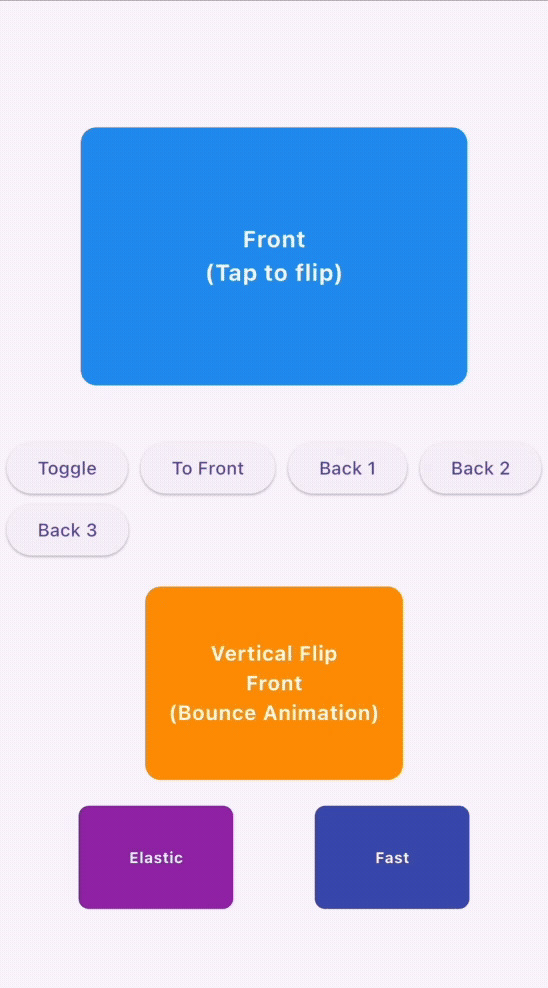 Front
(Tap to flip)
Toggle
To Front
Back 1
Back 2
Back 3
Vertical Flip
Front
(Bounce Animation)
Elastic
Fast